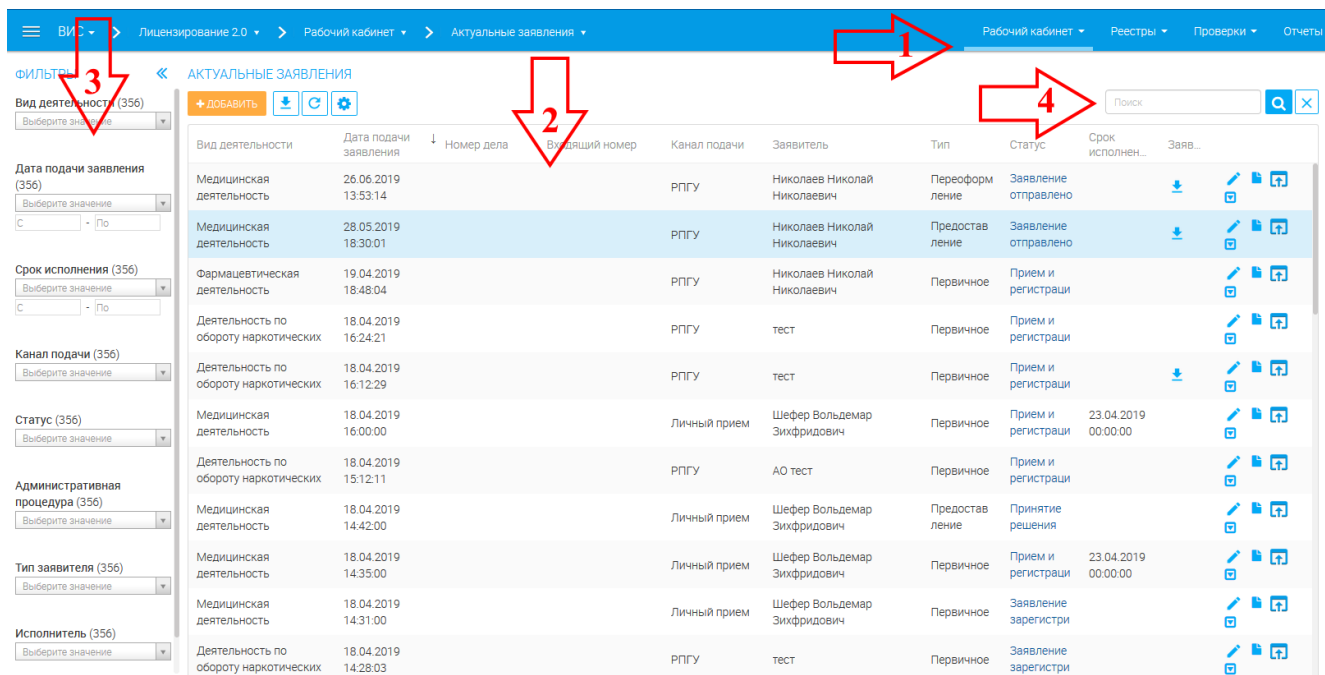 ВИС Лицензирование 2.0 Рабочий кабинет Актуальные заявления 1 Рабочий кабинет Реестры Проверки Отчеты
ФИЛЬТРЫ
3
Вид деятельности (356)
Выберите значение
Дата подачи заявления
(356)
Выберите значение
С - По
Срок исполнения (356)
Выберите значение
С - По
Канал подачи (356)
Выберите значение
Статус (356)
Выберите значение
Административная
процедура (356)
Выберите значение
Тип заявителя (356)
Выберите значение
Исполнитель (356)
Выберите значение
АКТУАЛЬНЫЕ ЗАЯВЛЕНИЯ
+ ДОБАВИТЬ 2 4 Поиск
Вид деятельности Дата подачи заявления Номер дела Входящий номер Канал подачи Заявитель Тип Статус Срок исполнен... Заяв...
Медицинская 26.06.2019 РПГУ Николаев Николай Переоформ Заявление
деятельность 13:53:14 Николаевич ление отправлено
Медицинская 28.05.2019 РПГУ Николаев Николай Предостав Заявление
деятельность 18:30:01 Николаевич ление отправлено
Фармацевтическая 19.04.2019 РПГУ Николаев Николай Первичное Прием и
деятельность 18:48:04 Николаевич регистраци
Деятельность по 18.04.2019 РПГУ тест Первичное Прием и
обороту наркотических 16:24:21 регистраци
Деятельность по 18.04.2019 РПГУ тест Первичное Прием и
обороту наркотических 16:12:29 регистраци
Медицинская 18.04.2019 Личный прием Шефер Вольдемар Первичное Прием и 23.04.2019
деятельность 16:00:00 Зихфридович регистраци 00:00:00
Деятельность по 18.04.2019 РПГУ АО тест Первичное Прием и
обороту наркотических 15:12:11 регистраци
Медицинская 18.04.2019 Личный прием Шефер Вольдемар Предостав Принятие
деятельность 14:42:00 Зихфридович ление решения
Медицинская 18.04.2019 Личный прием Шефер Вольдемар Первичное Прием и 23.04.2019
деятельность 14:35:00 Зихфридович регистраци 00:00:00
Медицинская 18.04.2019 Личный прием Шефер Вольдемар Первичное Заявление
деятельность 14:31:00 Зихфридович зарегистри
Деятельность по 18.04.2019 РПГУ тест Первичное Заявление
обороту наркотических 14:28:03 зарегистри